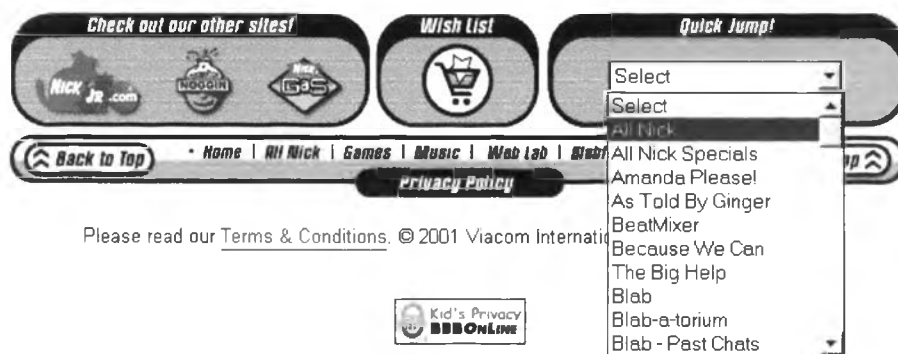 Check out our other sites!
Wish List
Quick Jump!
NICK JR .com
NOGGIN
NICK GAS
Select
Select
All Nick
All Nick Specials
Amanda Please!
As Told By Ginger
BeatMixer
Because We Can
The Big Help
Blab
Blab-a-torium
Blab - Past Chats
Back to Top
· Home | All Nick | Games | Music | Web Lab |
Privacy Policy
Please read our Terms & Conditions. © 2001 Viacom
Kid's Privacy
BBBONLINE